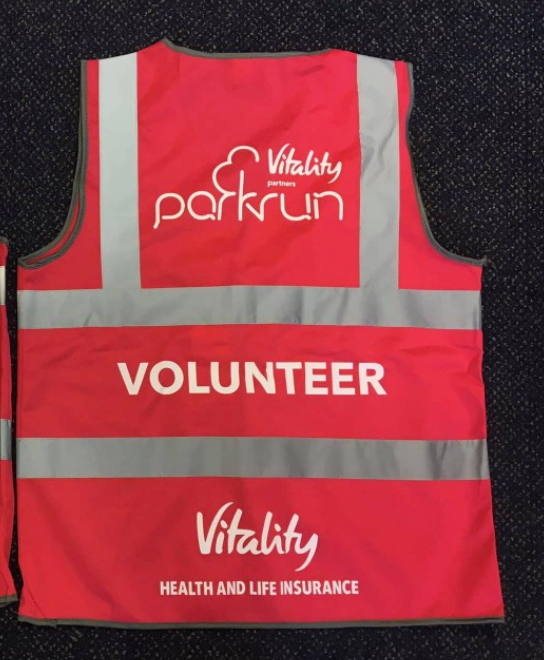 Vitality
partners
parkrun
VOLUNTEER
Vitality
HEALTH AND LIFE INSURANCE